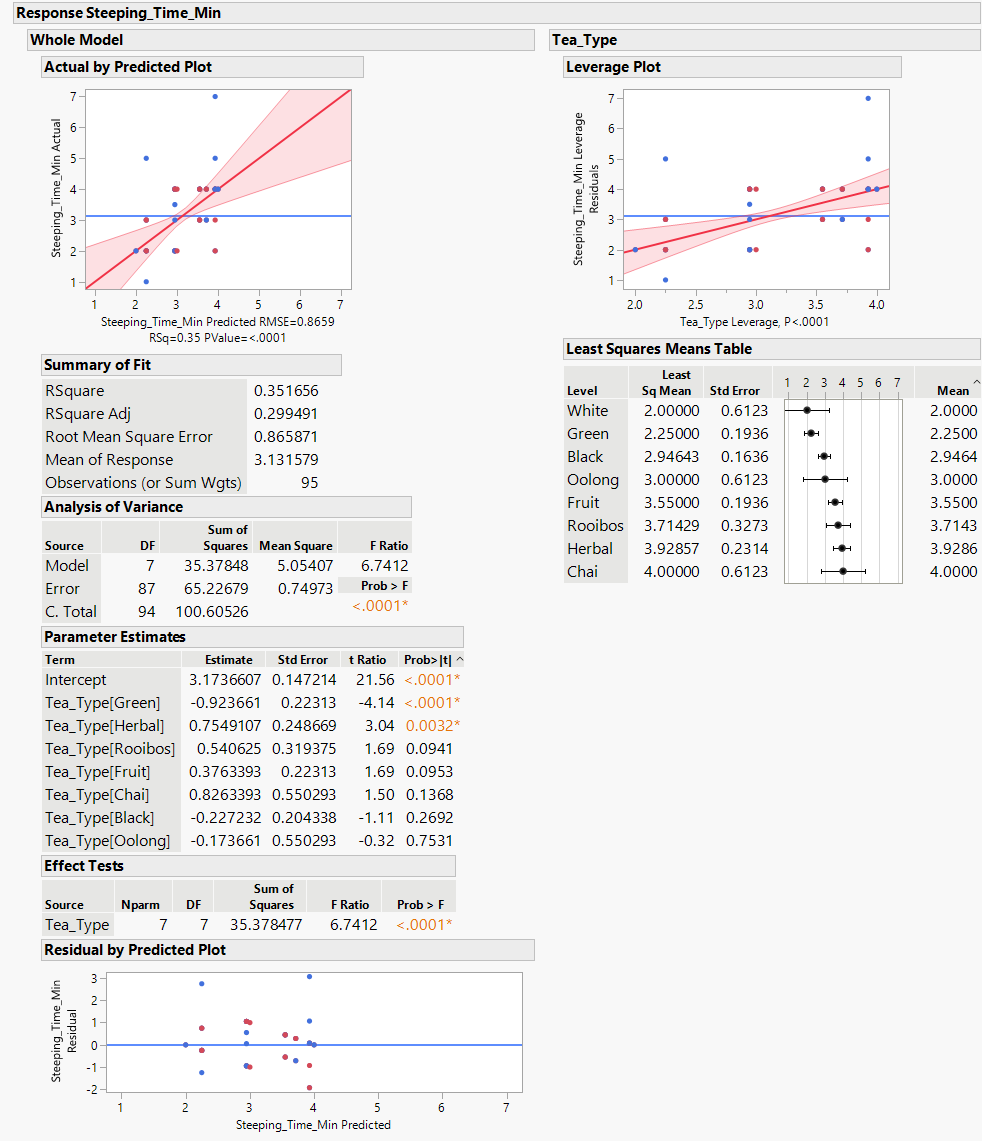 Response Steeping_Time_Min
Whole Model
Actual by Predicted Plot
Steeping_Time_Min Actual
7
6
5
4
3
2
1
1 2 3 4 5 6 7
Steeping_Time_Min Predicted RMSE=0.8659
RSq=0.35 PValue=<.0001
Summary of Fit
RSquare 0.351656
RSquare Adj 0.299491
Root Mean Square Error 0.865871
Mean of Response 3.131579
Observations (or Sum Wgts) 95
Analysis of Variance
Source DF Sum of Squares Mean Square F Ratio
Model 7 35.37848 5.05407 6.7412
Error 87 65.22679 0.74973 Prob > F
C. Total 94 100.60526 <.0001*
Parameter Estimates
Term Estimate Std Error t Ratio Prob>|t|
Intercept 3.1736607 0.147214 21.56 <.0001*
Tea_Type[Green] -0.923661 0.22313 -4.14 <.0001*
Tea_Type[Herbal] 0.7549107 0.248669 3.04 0.0032*
Tea_Type[Rooibos] 0.540625 0.319375 1.69 0.0941
Tea_Type[Fruit] 0.3763393 0.22313 1.69 0.0953
Tea_Type[Chai] 0.8263393 0.550293 1.50 0.1368
Tea_Type[Black] -0.227232 0.204338 -1.11 0.2692
Tea_Type[Oolong] -0.173661 0.550293 -0.32 0.7531
Effect Tests
Source Nparm DF Sum of Squares F Ratio Prob > F
Tea_Type 7 7 35.378477 6.7412 <.0001*
Residual by Predicted Plot
Steeping_Time_Min
Residual
3
2
1
0
-1
-2
1 2 3 4 5 6 7
Steeping_Time_Min Predicted
Tea_Type
Leverage Plot
Steeping_Time_Min Leverage
Residuals
7
6
5
4
3
2
1
2.0 2.5 3.0 3.5 4.0
Tea_Type Leverage, P<.0001
Least Squares Means Table
Level Least Sq Mean Std Error 1 2 3 4 5 6 7 Mean
White 2.00000 0.6123 2.0000
Green 2.25000 0.1936 2.2500
Black 2.94643 0.1636 2.9464
Oolong 3.00000 0.6123 3.0000
Fruit 3.55000 0.1936 3.5500
Rooibos 3.71429 0.3273 3.7143
Herbal 3.92857 0.2314 3.9286
Chai 4.00000 0.6123 4.0000